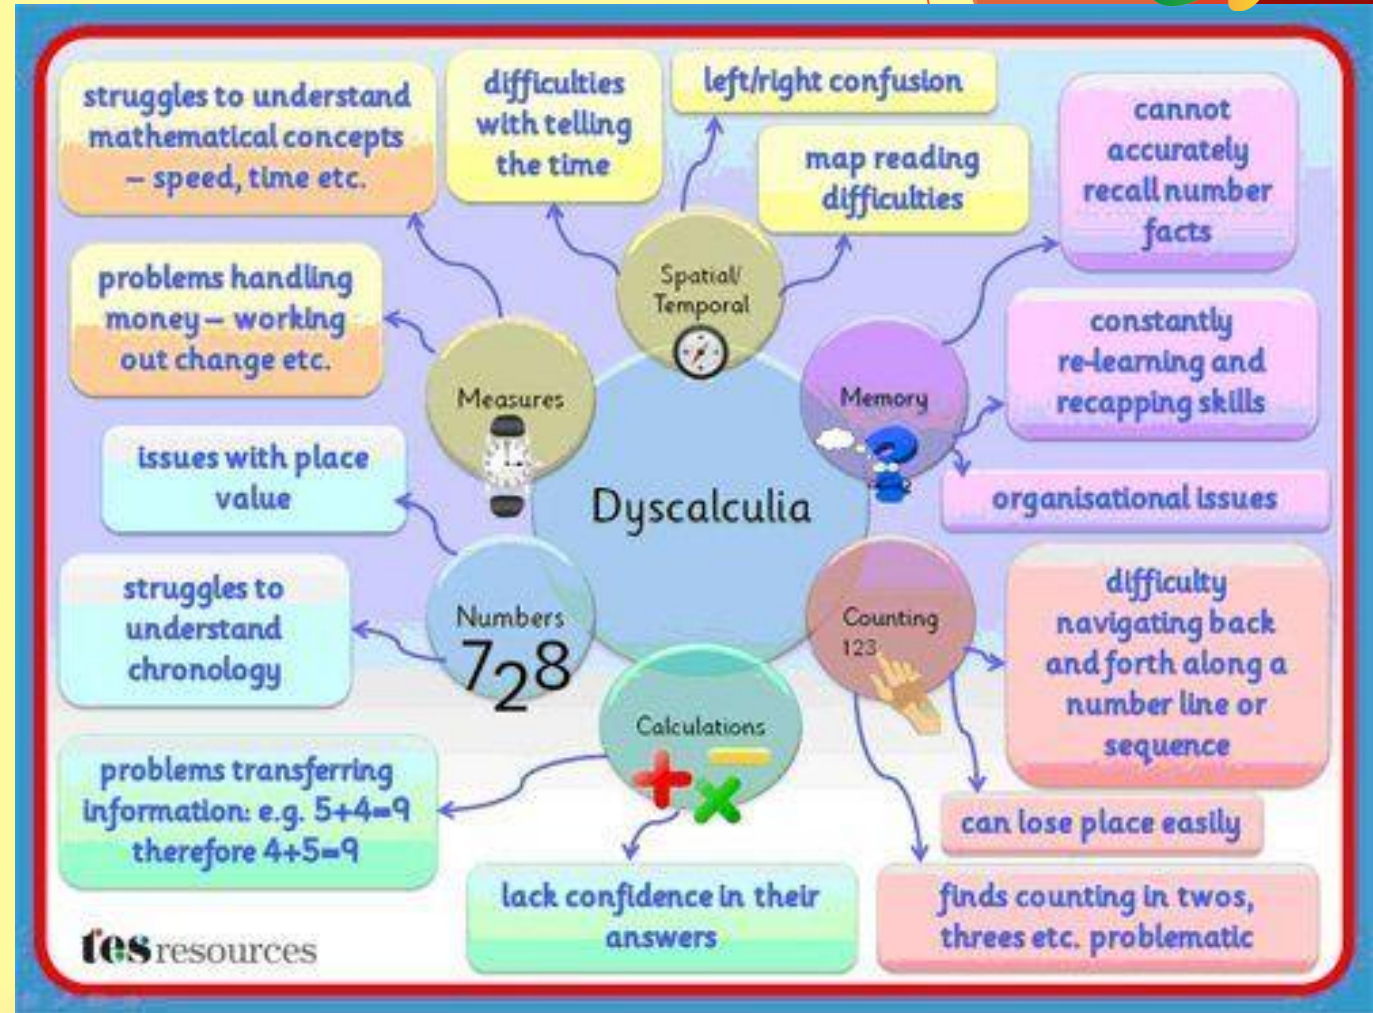 struggles to understand
mathematical concepts
– speed, time etc.
difficulties
with telling
the time
left/right confusion
map reading
difficulties
cannot
accurately
recall number
facts
problems handling
money – working
out change etc.
Spatial/
Temporal
Measures
Memory
constantly
re-learning and
recapping skills
issues with place
value
Dyscalculia
organisational issues
struggles to
understand
chronology
Numbers
728
Counting
123
difficulty
navigating back
and forth along a
number line or
sequence
Calculations
problems transferring
information: e.g. 5+4=9
therefore 4+5=9
can lose place easily
lack confidence in their
answers
finds counting in twos,
threes etc. problematic
tes resources